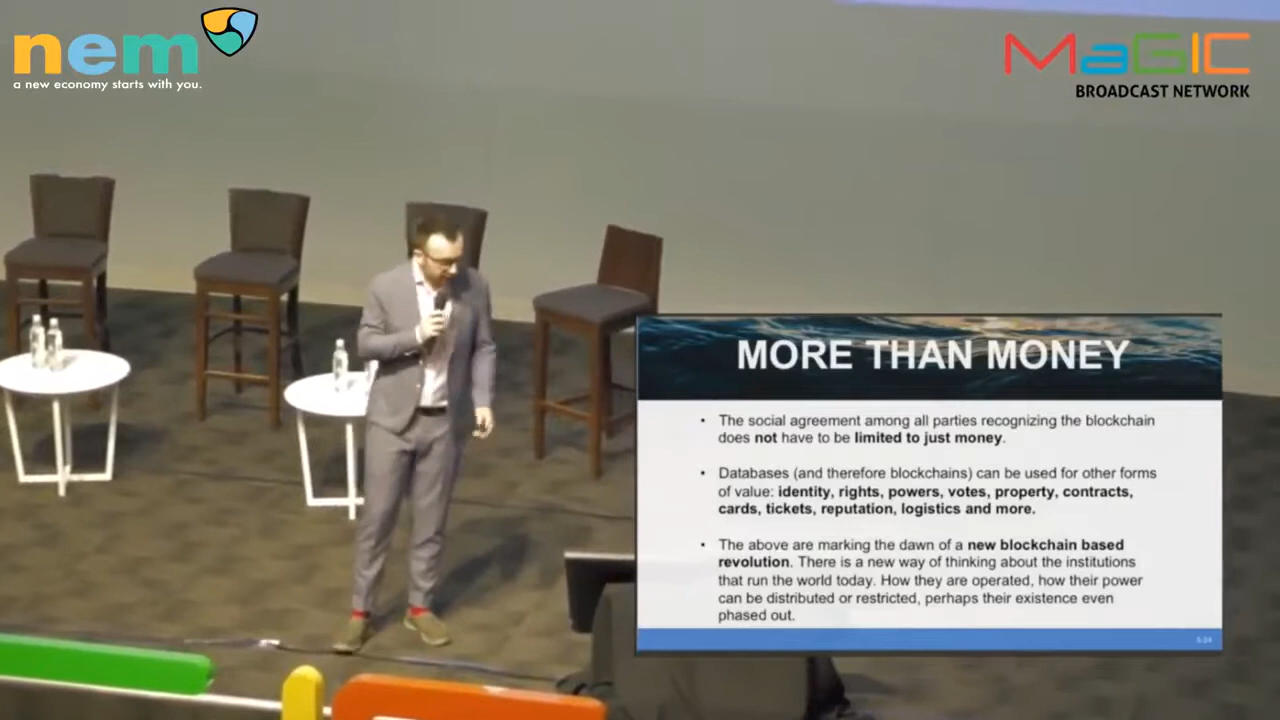 nem
a new economy starts with you.
MaGIC
BROADCAST NETWORK
MORE THAN MONEY
• The social agreement among all parties recognizing the blockchain
does not have to be limited to just money.
• Databases (and therefore blockchains) can be used for other forms
of value: identity, rights, powers, votes, property, contracts,
cards, tickets, reputation, logistics and more.
• The above are marking the dawn of a new blockchain based
revolution. There is a new way of thinking about the institutions
that run the world today. How they are operated, how their power
can be distributed or restricted, perhaps their existence even
phased out.